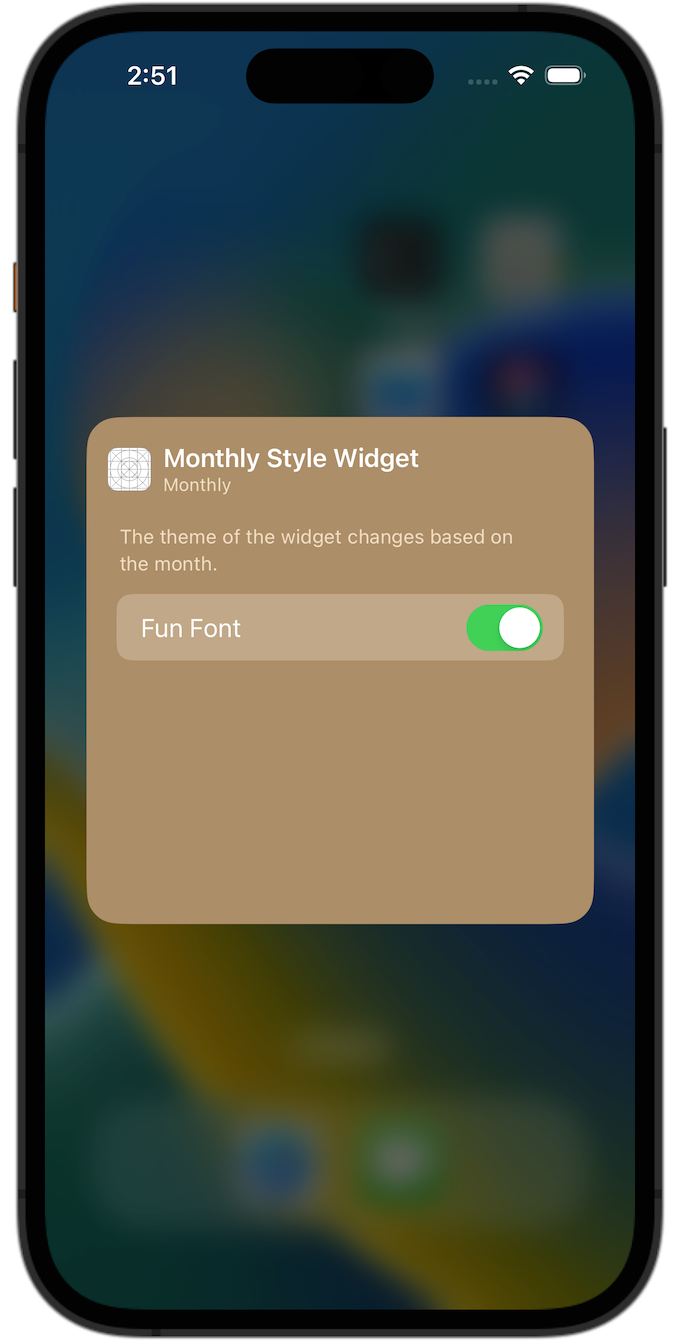 2:51
Monthly Style Widget
Monthly
The theme of the widget changes based on
the month.
Fun Font